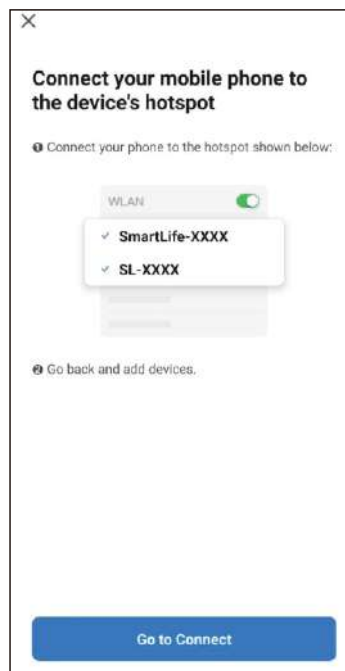 Connect your mobile phone to
the device's hotspot
❶ Connect your phone to the hotspot shown below:
WLAN
SmartLife-XXXX
SL-XXXX
❷ Go back and add devices.
Go to Connect